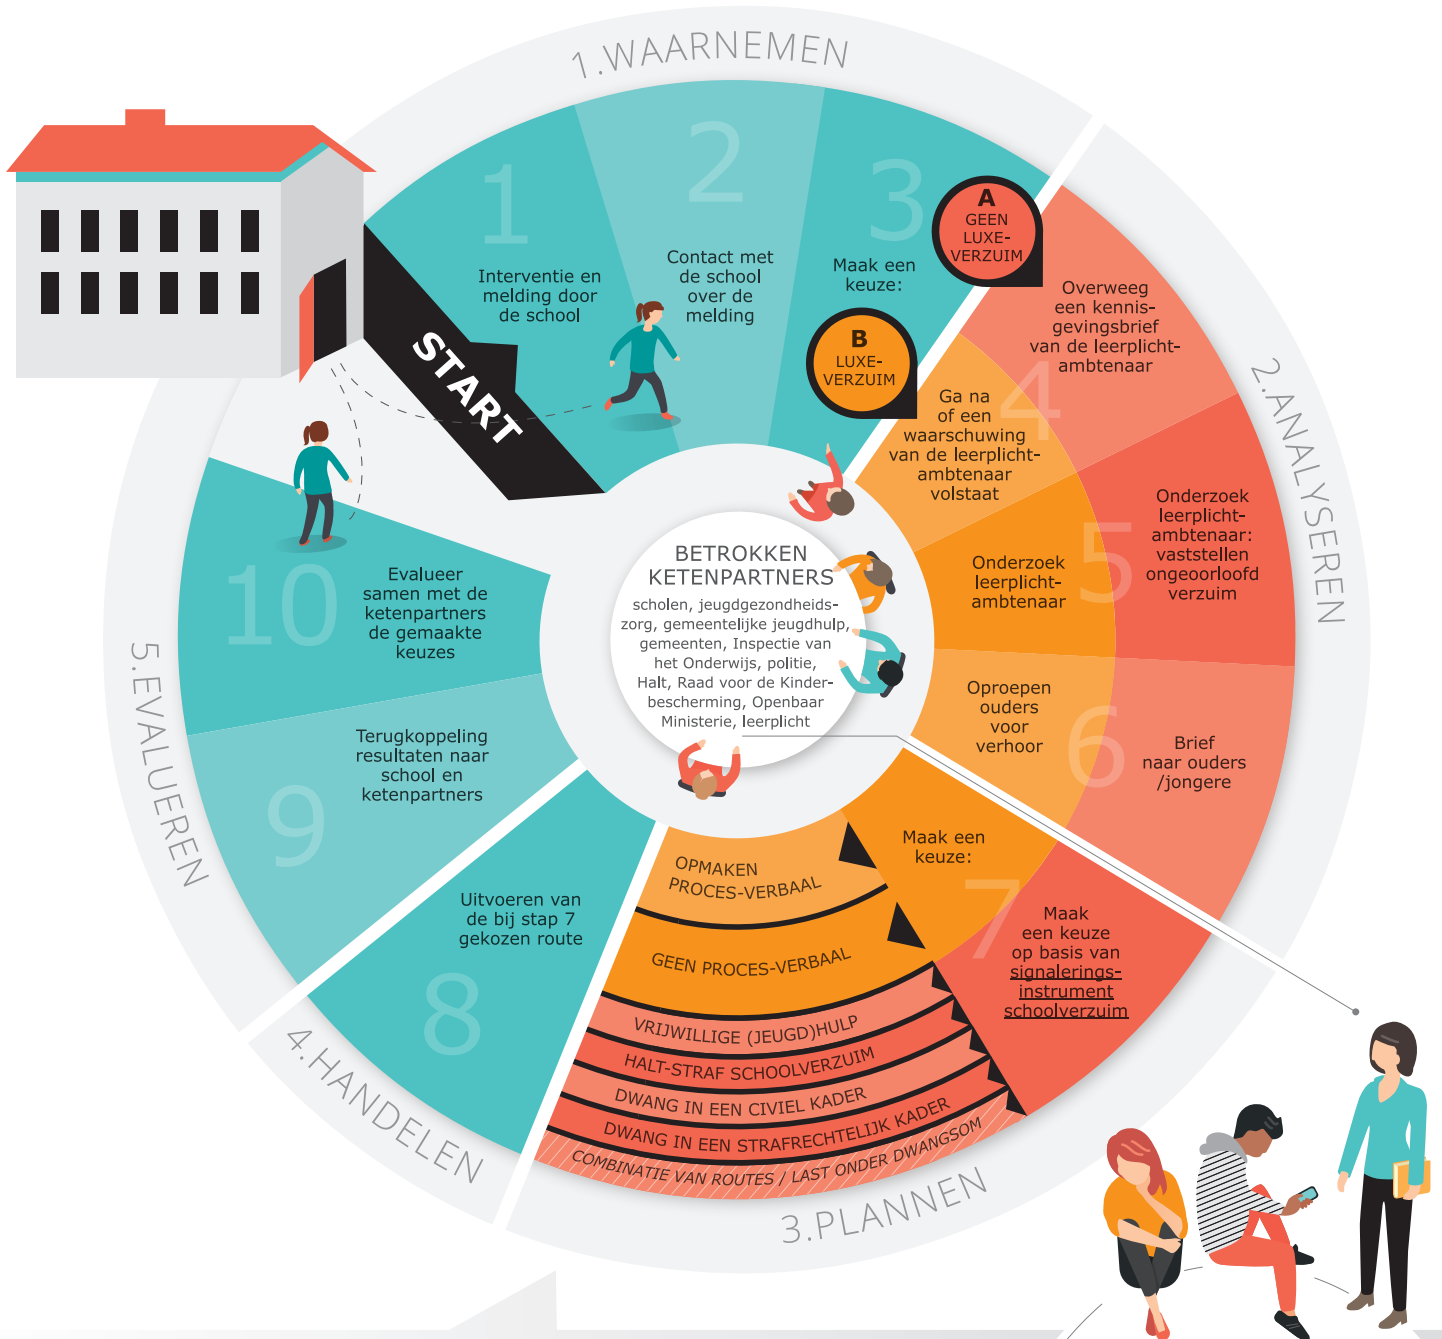 1.WAARNEMEN
START
1
Interventie en
melding door
de school
2
Contact met
de school
over de
melding
3
Maak een
keuze:
A
GEEN
LUXE-
VERZUIM
B
LUXE-
VERZUIM
2.ANALYSEREN
4
Overweeg
een kennis-
gevingsbrief
van de leerplicht-
ambtenaar
Ga na
of een
waarschuwing
van de leerplicht-
ambtenaar
volstaat
5
Onderzoek
leerplicht-
ambtenaar:
vaststellen
ongeoorloofd
verzuim
Onderzoek
leerplicht-
ambtenaar
6
Brief
naar ouders
/jongere
Oproepen
ouders
voor
verhoor
3.PLANNEN
7
Maak een
keuze:
Maak
een keuze
op basis van
signalerings-
instrument
schoolverzuim
OPMAKEN
PROCES-VERBAAL
GEEN PROCES-VERBAAL
VRIJWILLIGE (JEUGD)HULP
HALT-STRAF SCHOOLVERZUIM
DWANG IN EEN CIVIEL KADER
DWANG IN EEN STRAFRECHTELIJK KADER
COMBINATIE VAN ROUTES / LAST ONDER DWANGSOM
4.HANDELEN
8
Uitvoeren van
de bij stap 7
gekozen route
5.EVALUEREN
9
Terugkoppeling
resultaten naar
school en
ketenpartners
10
Evalueer
samen met de
ketenpartners
de gemaakte
keuzes
BETROKKEN
KETENPARTNERS
scholen, jeugdgezondheids-
zorg, gemeentelijke jeugdhulp,
gemeenten, Inspectie van
het Onderwijs, politie,
Halt, Raad voor de Kinder-
bescherming, Openbaar
Ministerie, leerplicht